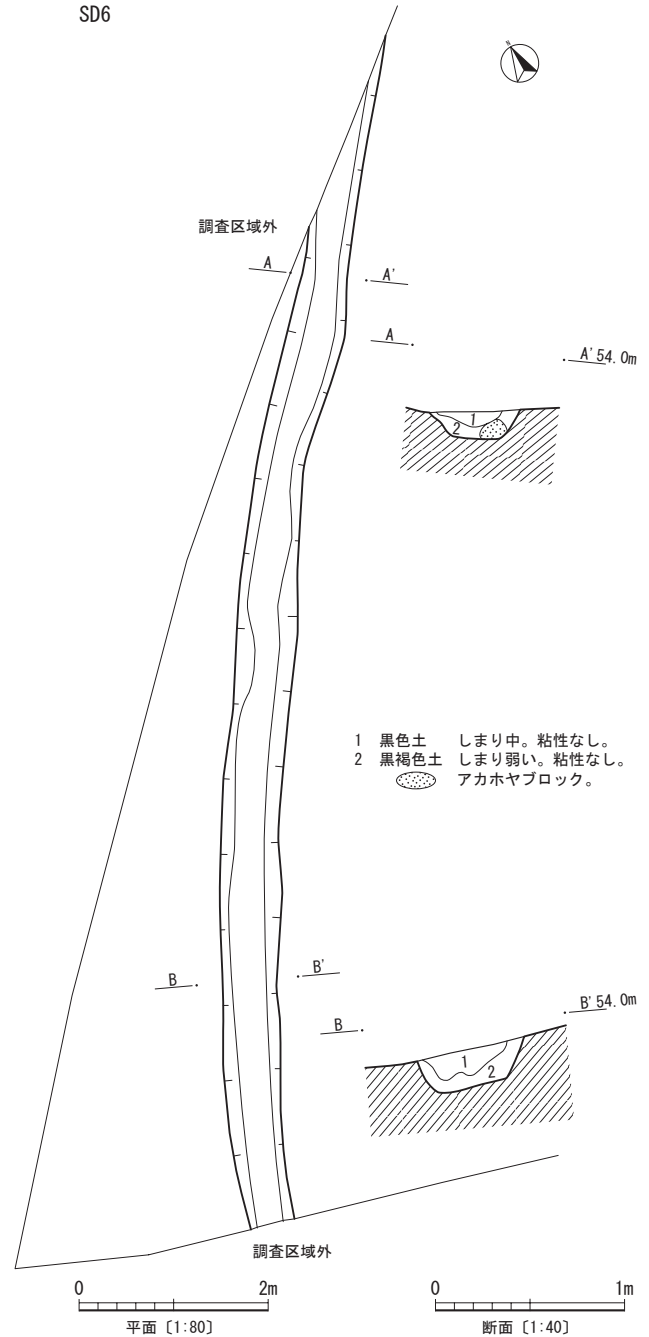 SD6
N
調査区域外
A
A'
A
A' 54.0m
1
2
1 黒色土 しまり中。粘性なし。
2 黒褐色土 しまり弱い。粘性なし。
アカホヤブロック。
B
B'
B
B' 54.0m
1
2
調査区域外
0 2m
平面〔1:80〕
0 1m
断面〔1:40〕